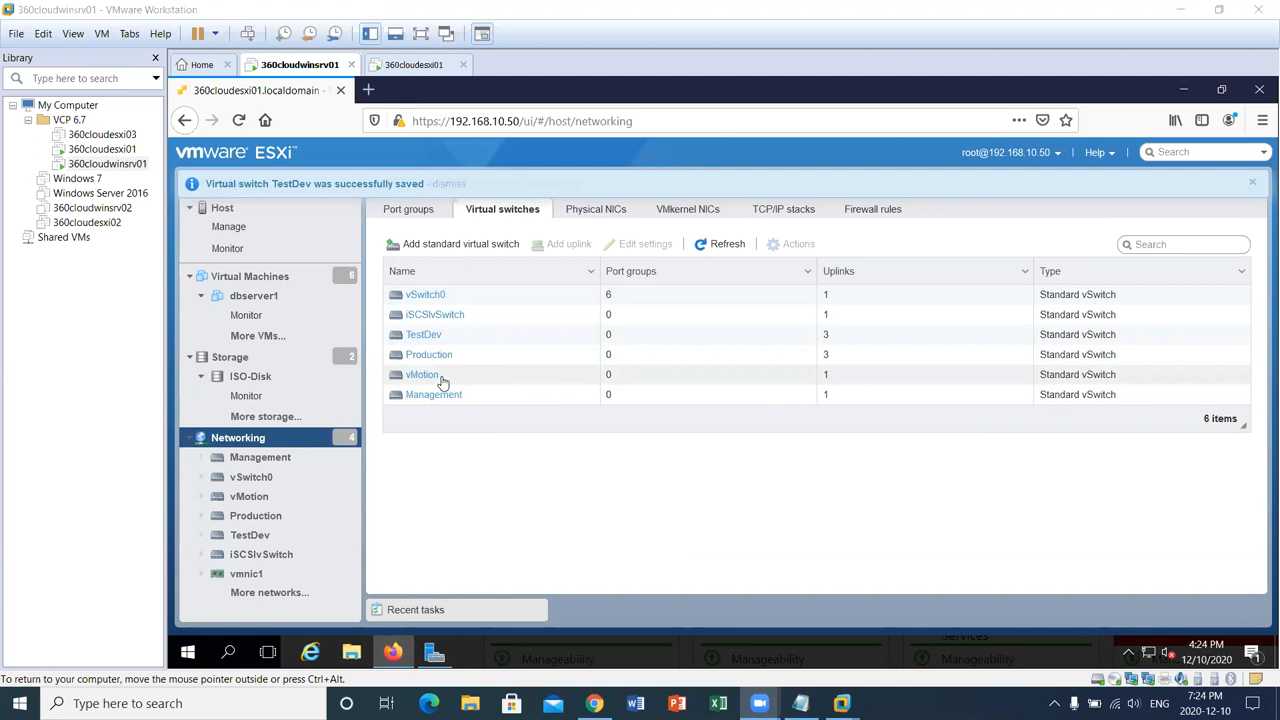 360cloudwinsrv01 - VMware Workstation
File Edit View VM Tabs Help
Library
Type here to search
My Computer
VCP 6.7
360cloudesxi03
360cloudesxi01
360cloudwinsrv01
Windows 7
Windows Server 2016
360cloudwinsrv02
360cloudesxi02
Shared VMs
Home 360cloudwinsrv01 360cloudesxi01
360cloudesxi01.localdomain -
https://192.168.10.50/ui/#/host/networking
vmware ESXi™
root@192.168.10.50 Help Search
Virtual switch TestDev was successfully saved - dismiss
Host
Manage
Monitor
Virtual Machines 6
dbserver1
Monitor
More VMs...
Storage 2
ISO-Disk
Monitor
More storage...
Networking 4
Management
vSwitch0
vMotion
Production
TestDev
iSCSIvSwitch
vmnic1
More networks...
Port groups Virtual switches Physical NICs VMkernel NICs TCP/IP stacks Firewall rules
Add standard virtual switch Add uplink Edit settings Refresh Actions Search
Name Port groups Uplinks Type
vSwitch0 6 1 Standard vSwitch
iSCSIvSwitch 0 1 Standard vSwitch
TestDev 0 3 Standard vSwitch
Production 0 3 Standard vSwitch
vMotion 0 1 Standard vSwitch
Management 0 1 Standard vSwitch
6 items
Recent tasks
Services
Manageability Manageability Manageability
4:24 PM
12/10/2020
1
To return to your computer, move the mouse pointer outside or press Ctrl+Alt.
Type here to search
ENG
7:24 PM
2020-12-10